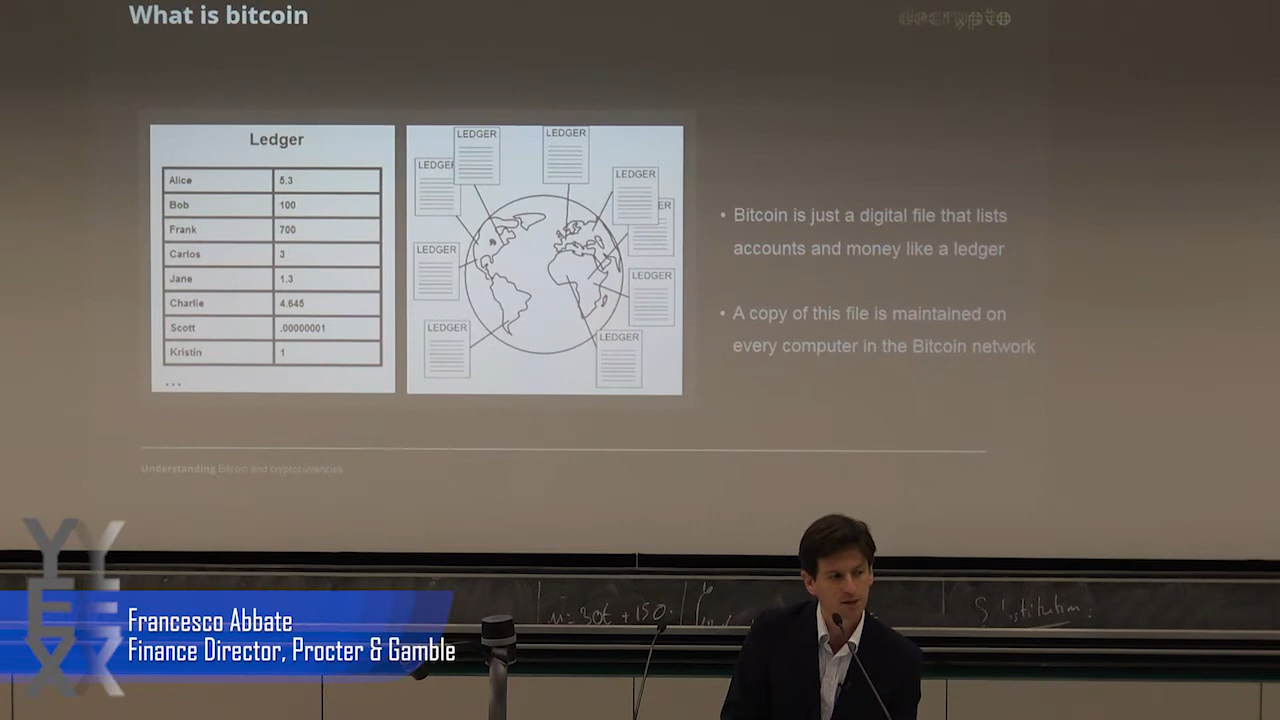 What is bitcoin
decrypto
Ledger
Alice 5.3
Bob 100
Frank 700
Carlos 3
Jane 1.3
Charlie 4.645
Scott .00000001
Kristin 1
...
LEDGER
LEDGER
LEDGER
LEDGER
ER
LEDGER
LEDGER
LEDGER
LEDGER
• Bitcoin is just a digital file that lists
accounts and money like a ledger
• A copy of this file is maintained on
every computer in the Bitcoin network
Understanding Bitcoin and cryptocurrencies
Francesco Abbate
Finance Director, Procter & Gamble